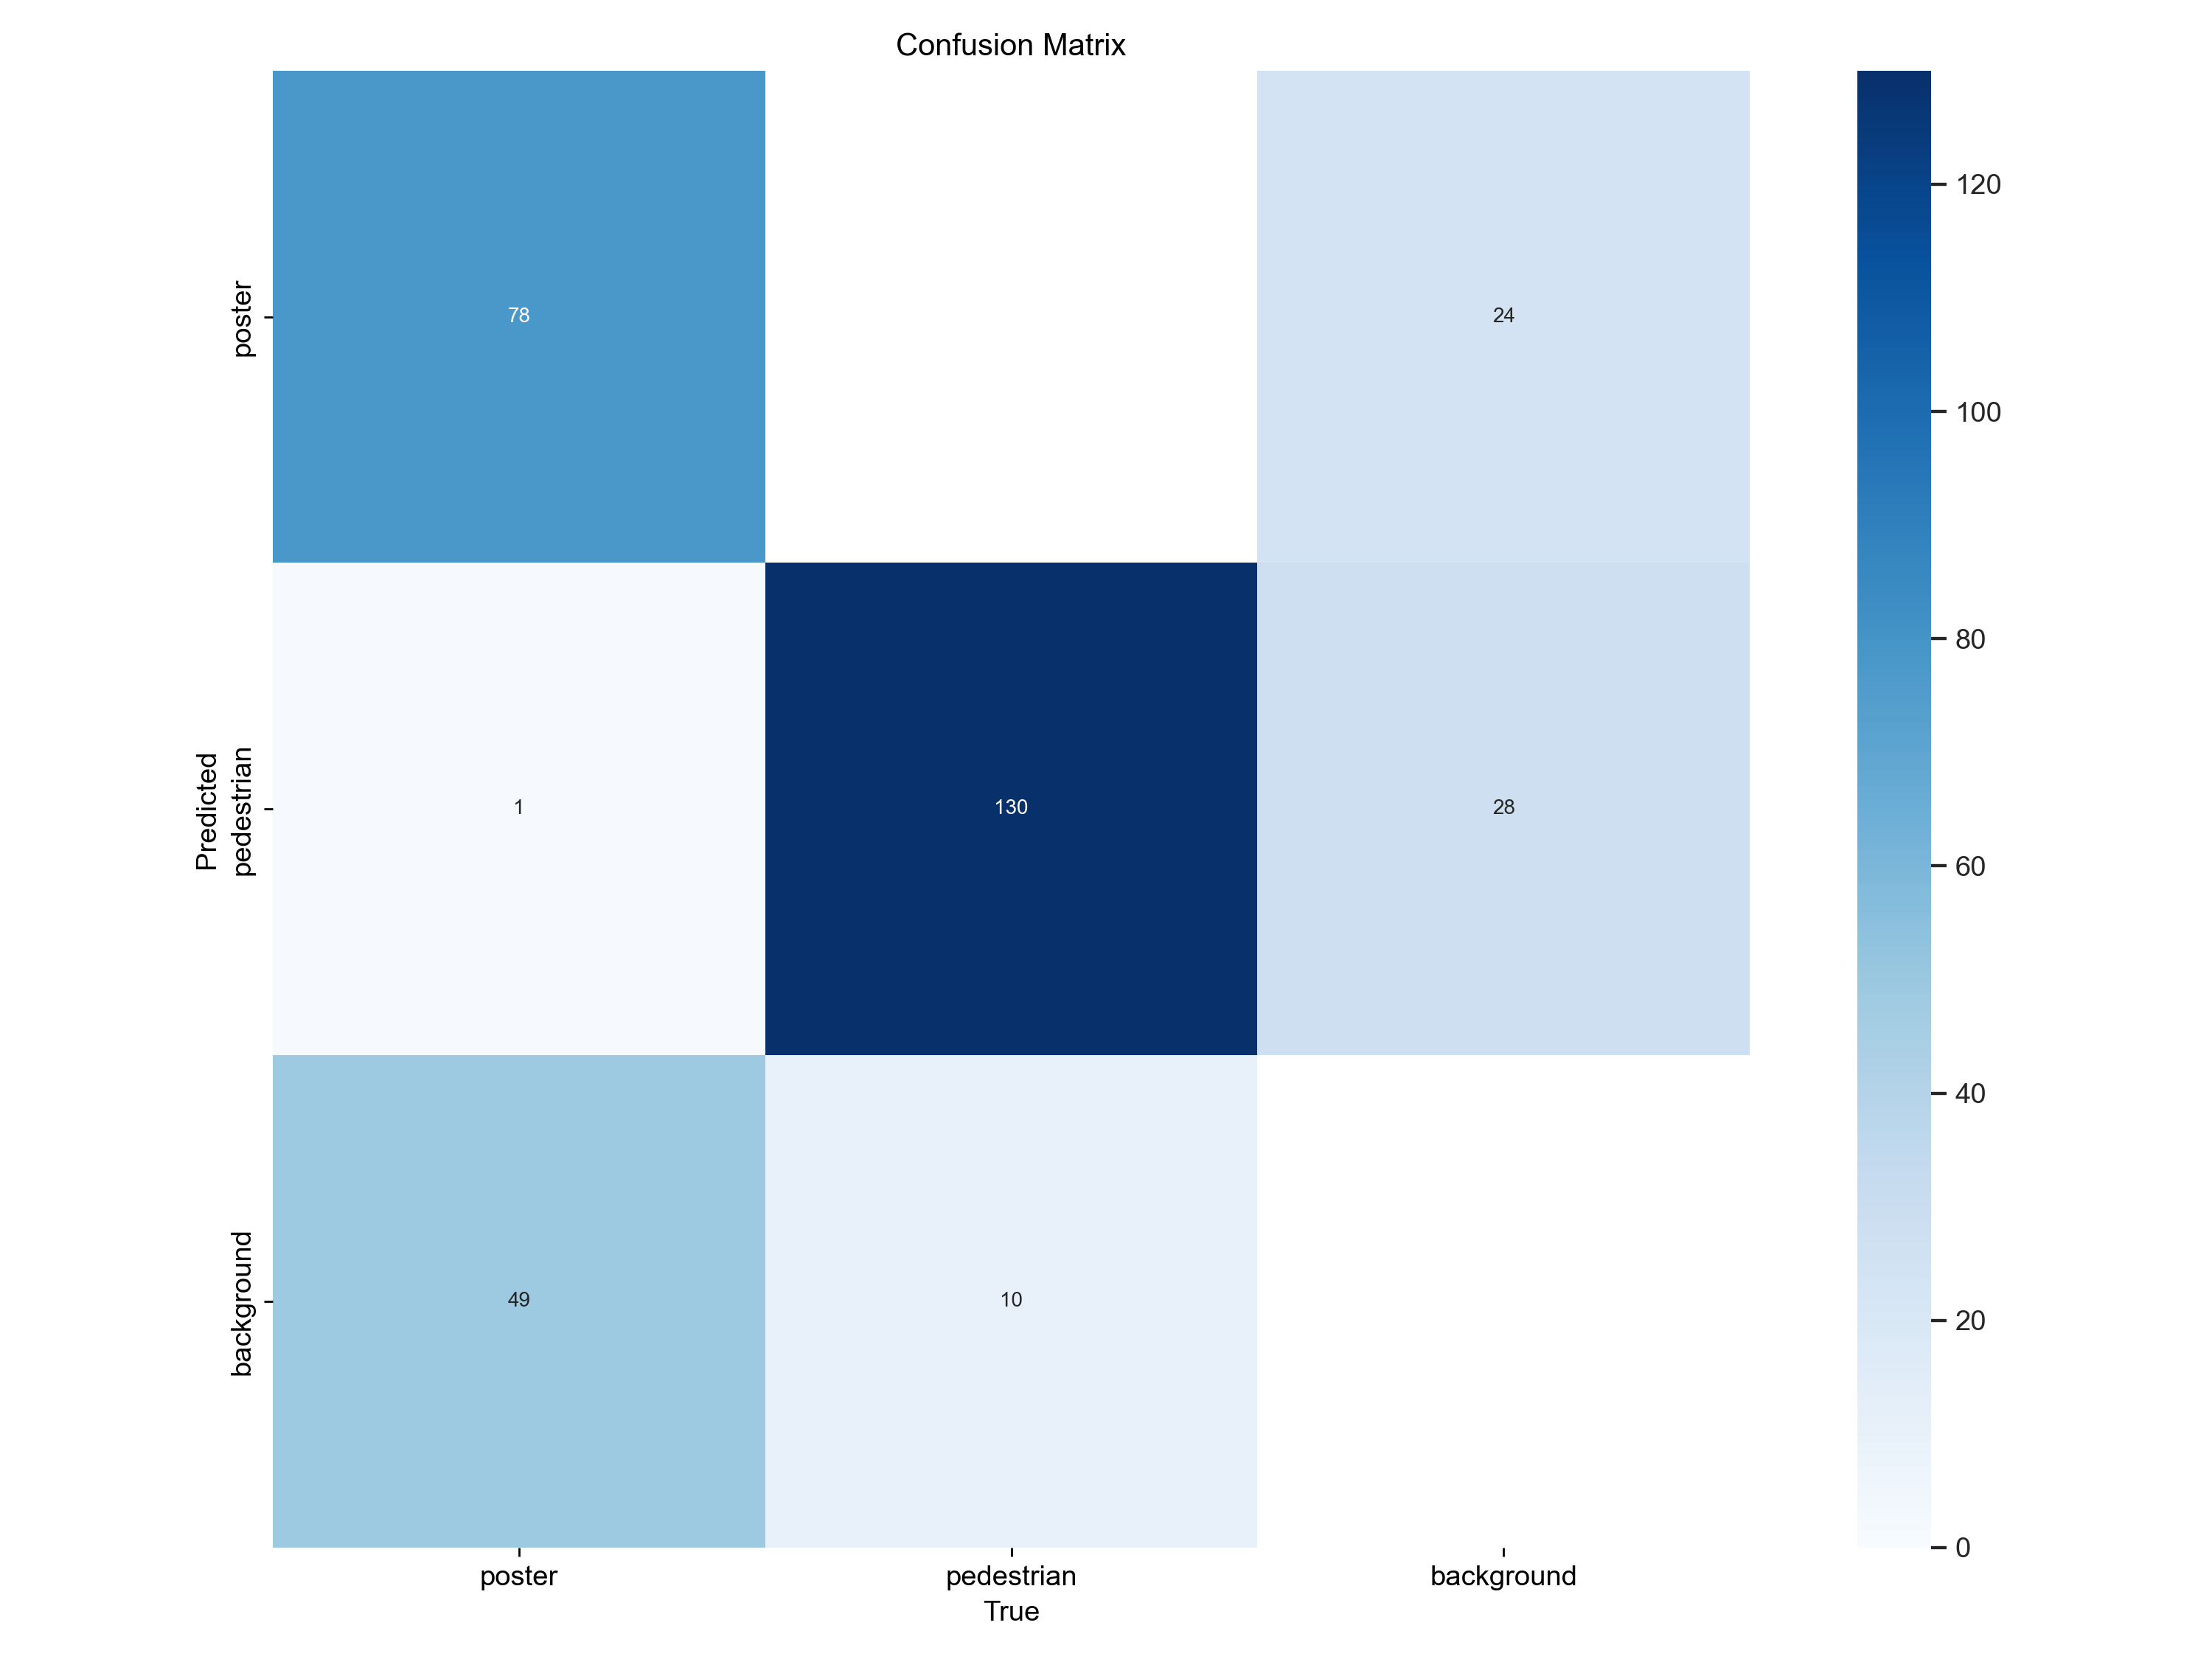 Confusion Matrix
poster
78
24
120
100
80
Predicted
pedestrian
1
130
28
60
40
background
49
10
20
0
poster
pedestrian
background
True